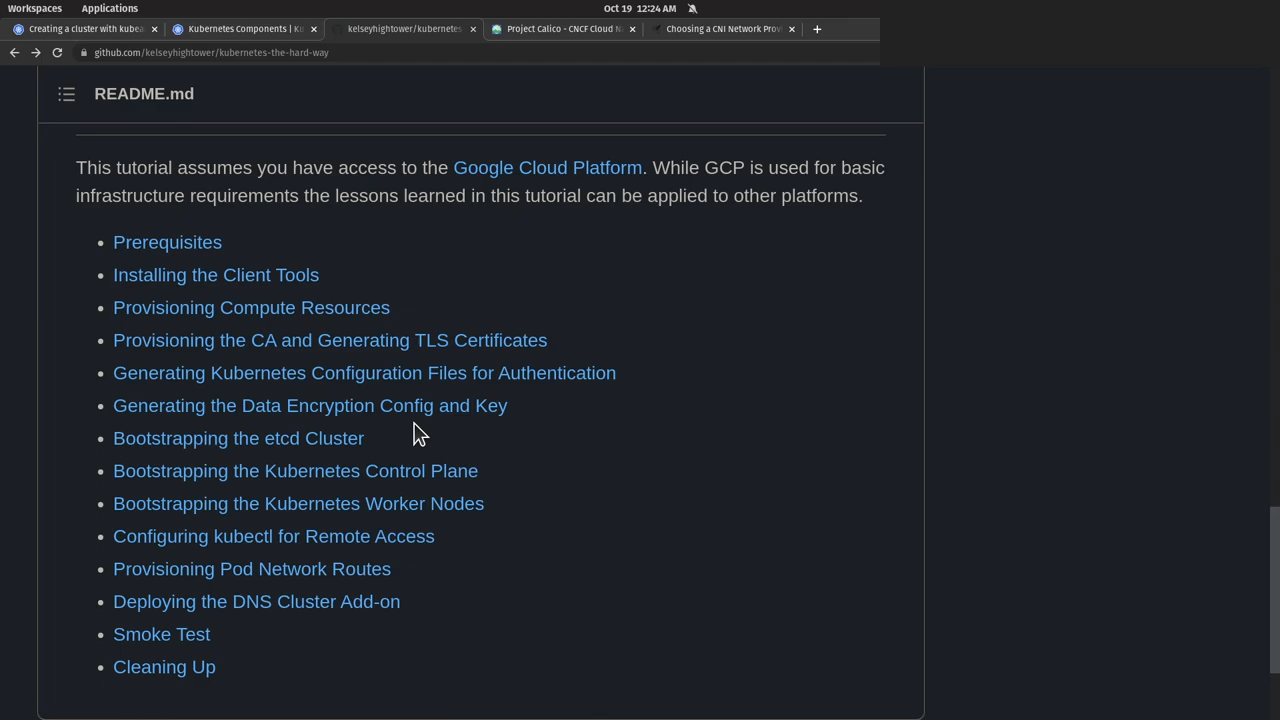 Workspaces Applications Oct 19 12:24 AM
Creating a cluster with kubea Kubernetes Components | Ku kelseyhightower/kubernetes Project Calico - CNCF Cloud N Choosing a CNI Network Provi
github.com/kelseyhightower/kubernetes-the-hard-way
README.md
This tutorial assumes you have access to the Google Cloud Platform. While GCP is used for basic
infrastructure requirements the lessons learned in this tutorial can be applied to other platforms.
Prerequisites
Installing the Client Tools
Provisioning Compute Resources
Provisioning the CA and Generating TLS Certificates
Generating Kubernetes Configuration Files for Authentication
Generating the Data Encryption Config and Key
Bootstrapping the etcd Cluster
Bootstrapping the Kubernetes Control Plane
Bootstrapping the Kubernetes Worker Nodes
Configuring kubectl for Remote Access
Provisioning Pod Network Routes
Deploying the DNS Cluster Add-on
Smoke Test
Cleaning Up